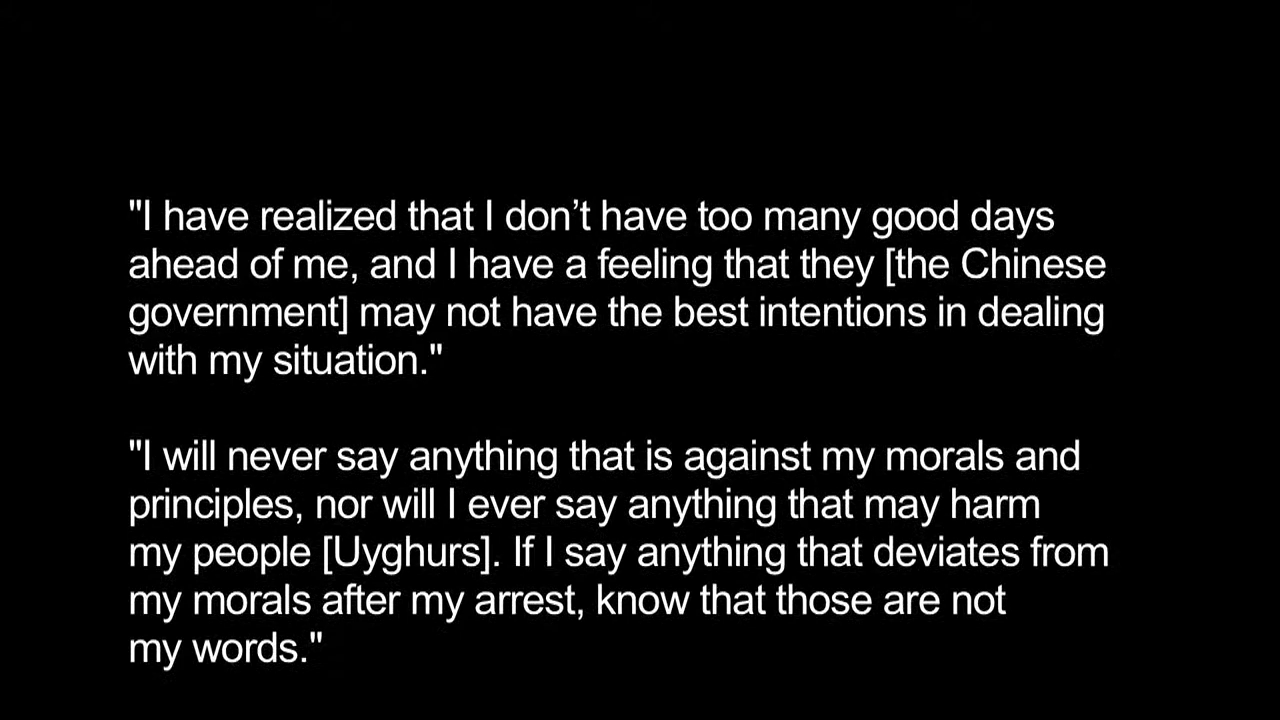 "I have realized that I don’t have too many good days
ahead of me, and I have a feeling that they [the Chinese
government] may not have the best intentions in dealing
with my situation."
"I will never say anything that is against my morals and
principles, nor will I ever say anything that may harm
my people [Uyghurs]. If I say anything that deviates from
my morals after my arrest, know that those are not
my words."